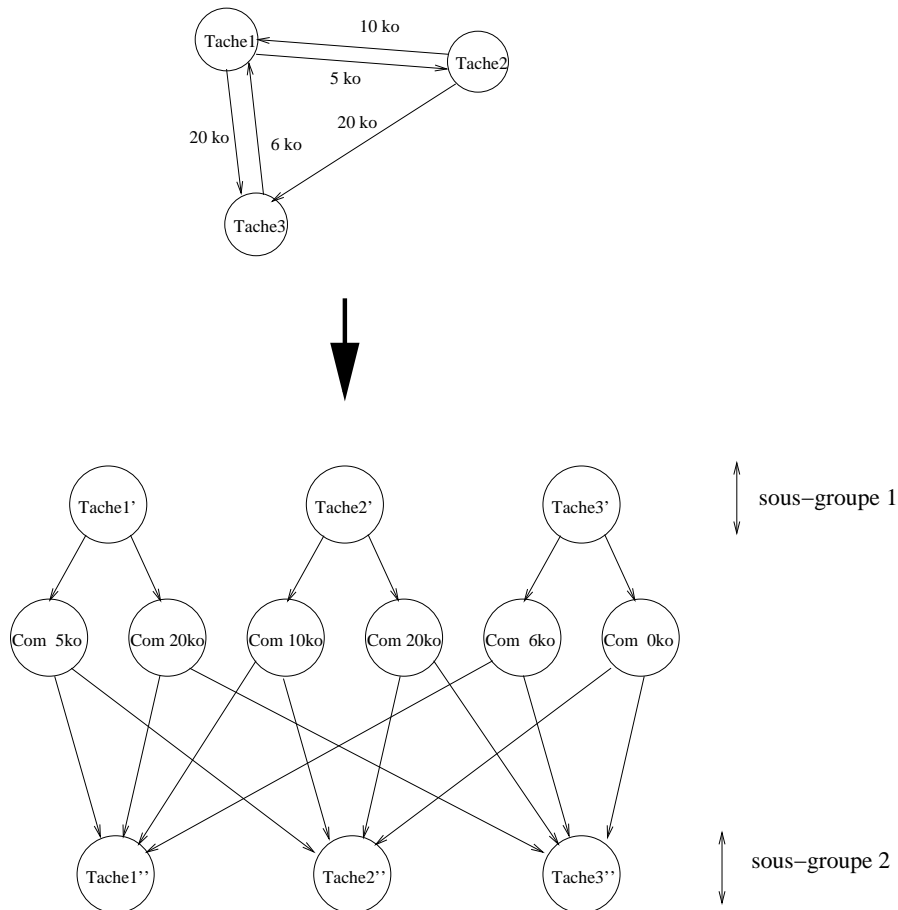 10 ko
Tache1
Tache2
5 ko
20 ko
20 ko
6 ko
Tache3
Tache1'
Tache2'
Tache3'
sous-groupe 1
Com 5ko
Com 20ko
Com 10ko
Com 20ko
Com 6ko
Com 0ko
Tache1''
Tache2''
Tache3''
sous-groupe 2